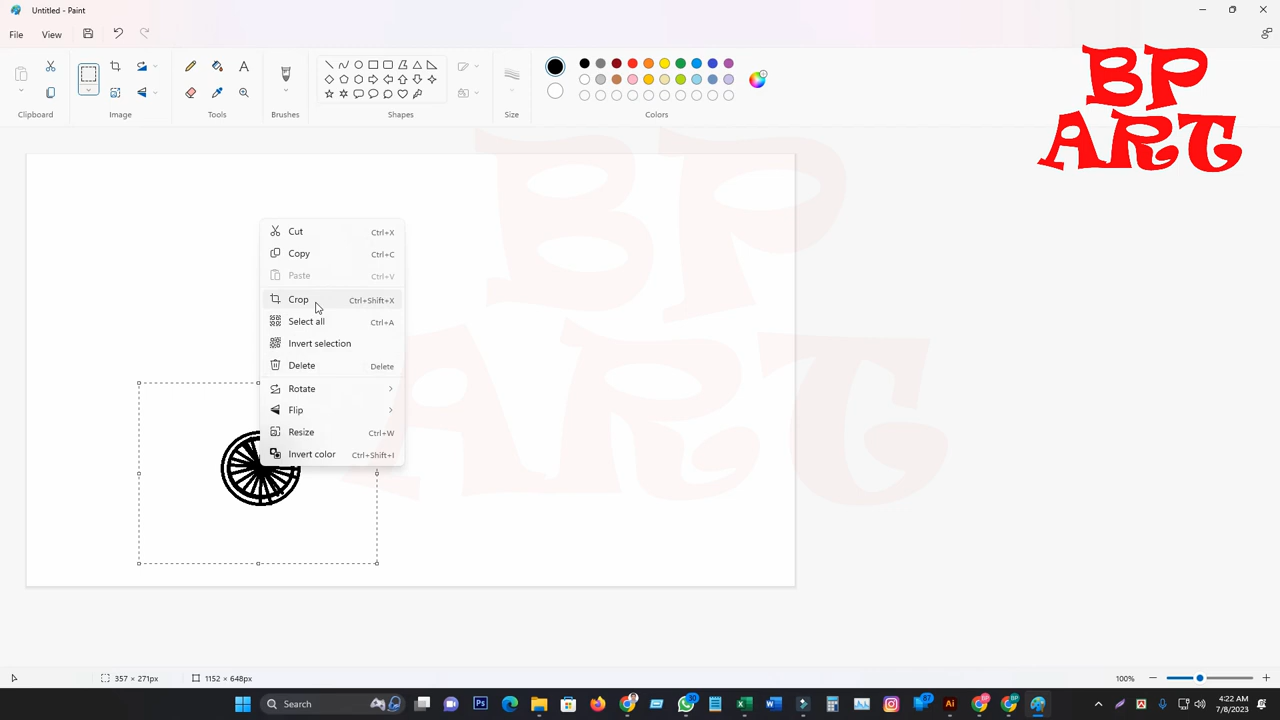 Untitled - Paint
File View
Clipboard Image Tools Brushes Shapes Size Colors
BP
ART
BP
ART
Cut Ctrl+X
Copy Ctrl+C
Paste Ctrl+V
Crop Ctrl+Shift+X
Select all Ctrl+A
Invert selection
Delete Delete
Rotate
Flip
Resize Ctrl+W
Invert color Ctrl+Shift+I
357 × 271px 1152 × 648px 100%
Search
4:22 AM
7/8/2023